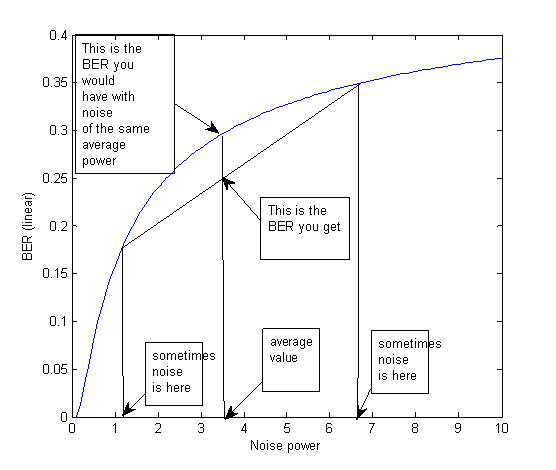 0.4
0.35
0.3
0.25
0.2
0.15
0.1
0.05
0
BER (linear)
This is the
BER you
would
have with
noise
of the same
average
power
This is the
BER you get
sometimes
noise
is here
average
value
sometimes
noise
is here
0 1 2 3 4 5 6 7 8 9 10
Noise power